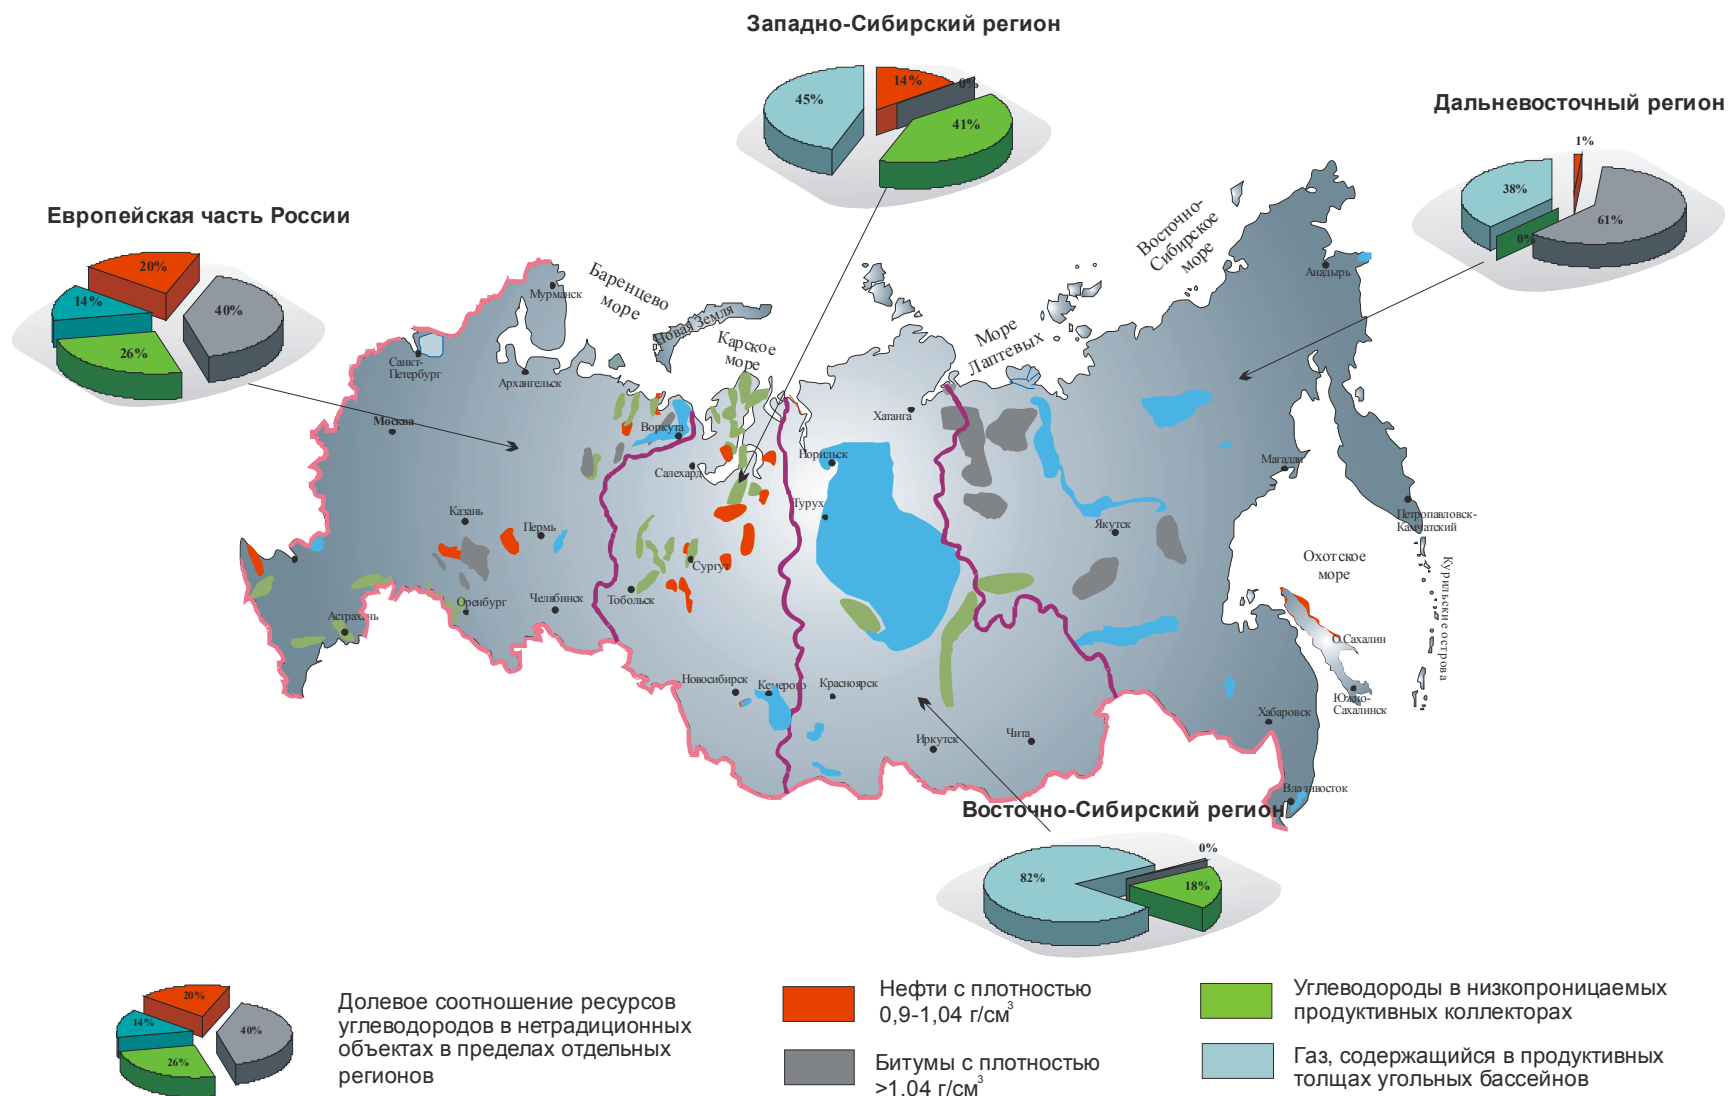 Западно-Сибирский регион
45%
14%
0%
41%
Дальневосточный регион
1%
38%
61%
0%
Европейская часть России
20%
14%
40%
26%
Баренцево
море
Новая Земля
Карское
море
Море
Лаптевых
Восточно-
Сибирское
море
Анадырь
Мурманск
Санкт-
Петербург
Архангельск
Москва
Воркута
Салехард
Хатанга
Норильск
Турух
Магадан
Петропавловск-
Камчатский
Якутск
Охотское
море
Курильские острова
Казань
Пермь
Сургут
Тобольск
Челябинск
Оренбург
Астрахань
О.Сахалин
Южно-
Сахалинск
Новосибирск
Кемерово
Красноярск
Иркутск
Чита
Хабаровск
Владивосток
Восточно-Сибирский регион
82%
0%
18%
20%
14%
40%
26%
Долевое соотношение ресурсов
углеводородов в нетрадиционных
объектах в пределах отдельных
регионов
Нефти с плотностью
0,9-1,04 г/см³
Битумы с плотностью
>1,04 г/см³
Углеводороды в низкопроницаемых
продуктивных коллекторах
Газ, содержащийся в продуктивных
толщах угольных бассейнов